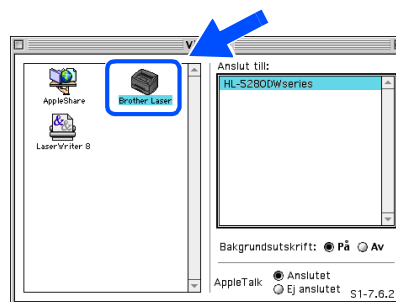 Anslut till:
AppleShare
Brother Laser
HL-5280DWseries
LaserWriter 8
Bakgrundsutskrift: På Av
AppleTalk Anslutet
Ej anslutet S1-7.6.2